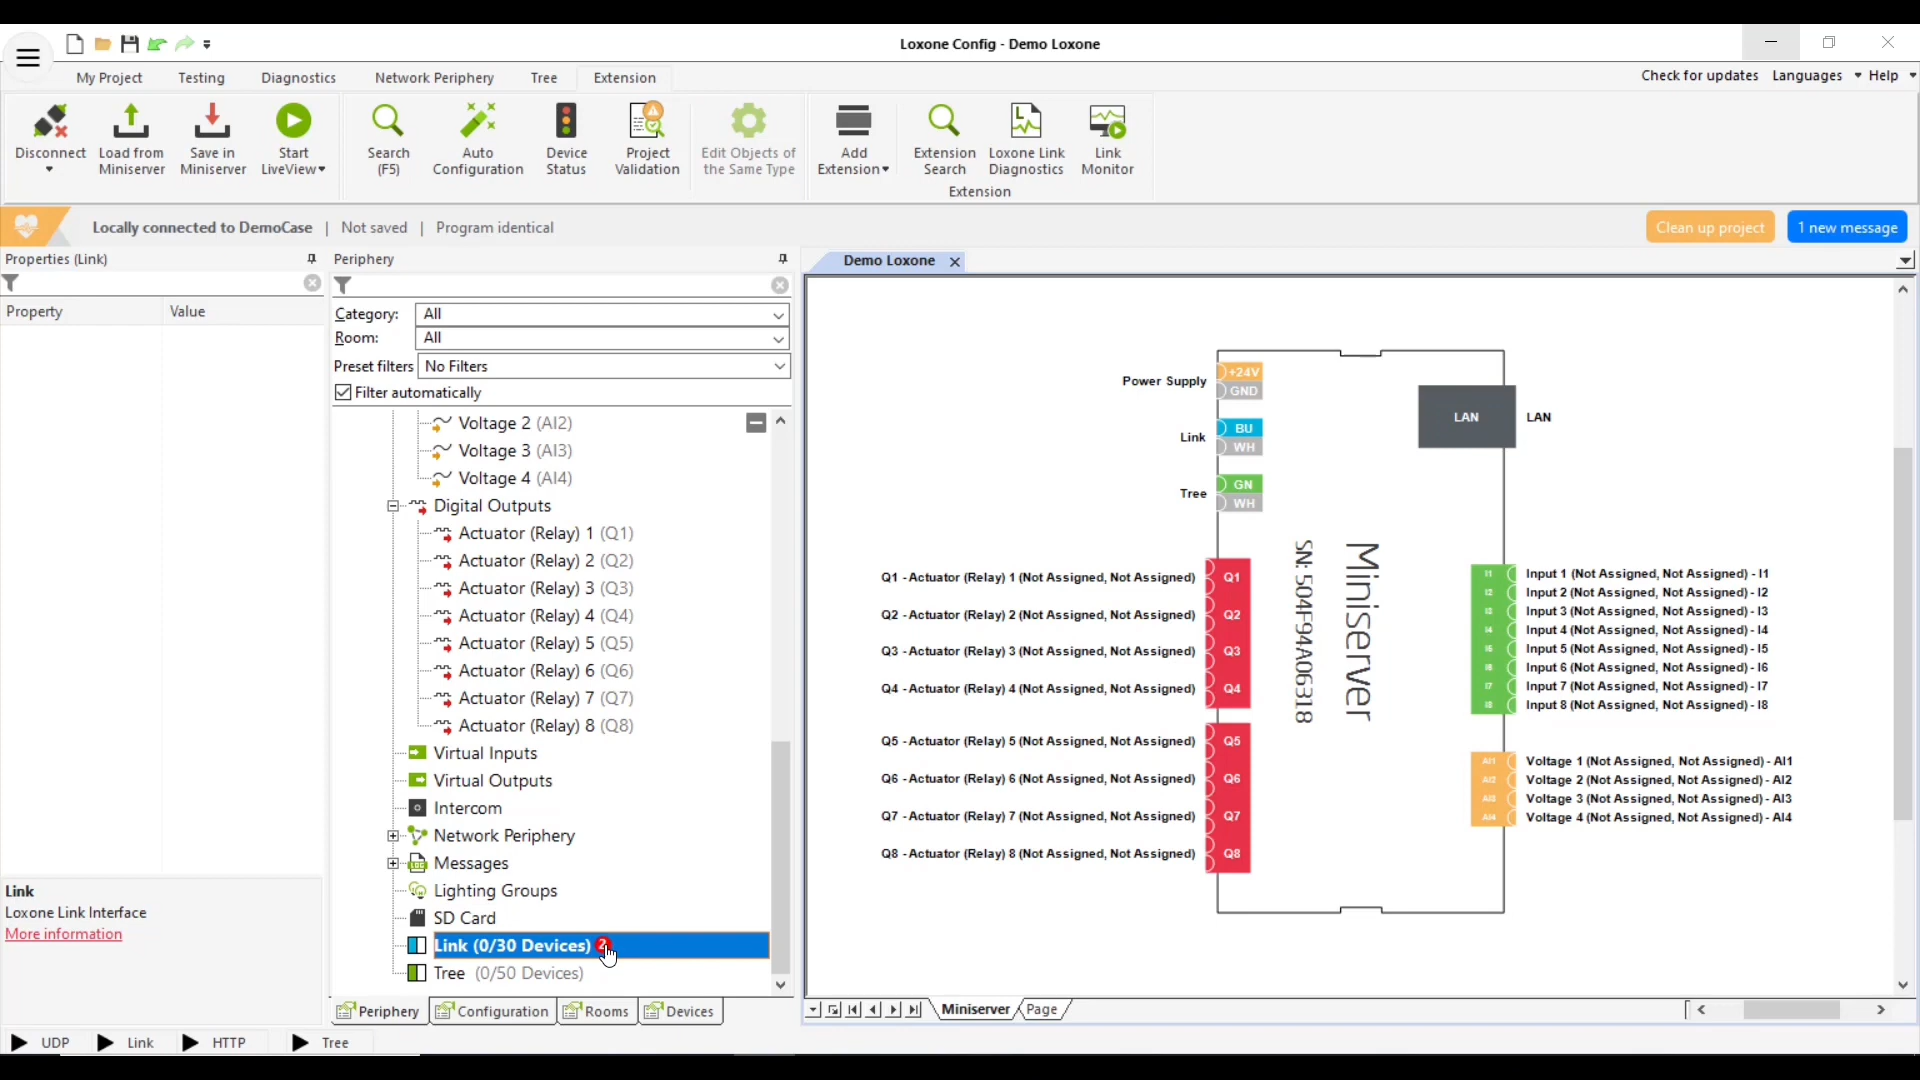 Loxone Config - Demo Loxone
My Project Testing Diagnostics Network Periphery Tree Extension
Check for updates Languages Help
Disconnect
Load from Miniserver
Save in Miniserver
Start LiveView
Search (F5)
Auto Configuration
Device Status
Project Validation
Edit Objects of the Same Type
Add Extension
Extension Search
Loxone Link Diagnostics
Link Monitor
Extension
Locally connected to DemoCase | Not saved | Program identical
Clean up project
1 new message
Properties (Link)
Property Value
Link
Loxone Link Interface
More information
Periphery
Category: All
Room: All
Preset filters No Filters
Filter automatically
Voltage 2 (AI2)
Voltage 3 (AI3)
Voltage 4 (AI4)
Digital Outputs
Actuator (Relay) 1 (Q1)
Actuator (Relay) 2 (Q2)
Actuator (Relay) 3 (Q3)
Actuator (Relay) 4 (Q4)
Actuator (Relay) 5 (Q5)
Actuator (Relay) 6 (Q6)
Actuator (Relay) 7 (Q7)
Actuator (Relay) 8 (Q8)
Virtual Inputs
Virtual Outputs
Intercom
Network Periphery
Messages
Lighting Groups
SD Card
Link (0/30 Devices)
Tree (0/50 Devices)
Periphery Configuration Rooms Devices
Demo Loxone
Power Supply +24V
GND
Link BU
WH
Tree GN
WH
LAN LAN
Miniserver
SN: 504F94A06318
Q1 - Actuator (Relay) 1 (Not Assigned, Not Assigned) Q1
Q2 - Actuator (Relay) 2 (Not Assigned, Not Assigned) Q2
Q3 - Actuator (Relay) 3 (Not Assigned, Not Assigned) Q3
Q4 - Actuator (Relay) 4 (Not Assigned, Not Assigned) Q4
Q5 - Actuator (Relay) 5 (Not Assigned, Not Assigned) Q5
Q6 - Actuator (Relay) 6 (Not Assigned, Not Assigned) Q6
Q7 - Actuator (Relay) 7 (Not Assigned, Not Assigned) Q7
Q8 - Actuator (Relay) 8 (Not Assigned, Not Assigned) Q8
I1 Input 1 (Not Assigned, Not Assigned) - I1
I2 Input 2 (Not Assigned, Not Assigned) - I2
I3 Input 3 (Not Assigned, Not Assigned) - I3
I4 Input 4 (Not Assigned, Not Assigned) - I4
I5 Input 5 (Not Assigned, Not Assigned) - I5
I6 Input 6 (Not Assigned, Not Assigned) - I6
I7 Input 7 (Not Assigned, Not Assigned) - I7
I8 Input 8 (Not Assigned, Not Assigned) - I8
AI1 Voltage 1 (Not Assigned, Not Assigned) - AI1
AI2 Voltage 2 (Not Assigned, Not Assigned) - AI2
AI3 Voltage 3 (Not Assigned, Not Assigned) - AI3
AI4 Voltage 4 (Not Assigned, Not Assigned) - AI4
Miniserver Page
UDP Link HTTP Tree